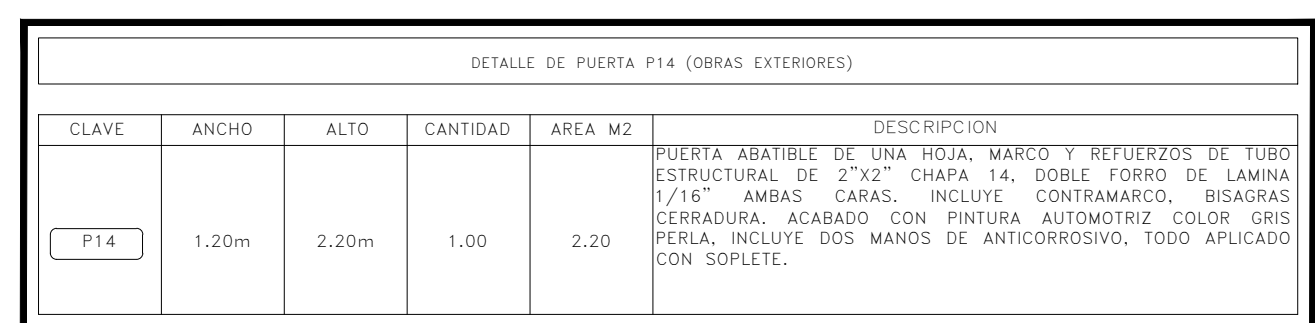 DETALLE DE PUERTA P14 (OBRAS EXTERIORES)
CLAVE ANCHO ALTO CANTIDAD AREA M2 DESCRIPCION
P14 1.20m 2.20m 1.00 2.20
PUERTA ABATIBLE DE UNA HOJA, MARCO Y REFUERZOS DE TUBO
ESTRUCTURAL DE 2”X2” CHAPA 14, DOBLE FORRO DE LAMINA
1/16” AMBAS CARAS. INCLUYE CONTRAMARCO, BISAGRAS
CERRADURA. ACABADO CON PINTURA AUTOMOTRIZ COLOR GRIS
PERLA, INCLUYE DOS MANOS DE ANTICORROSIVO, TODO APLICADO
CON SOPLETE.